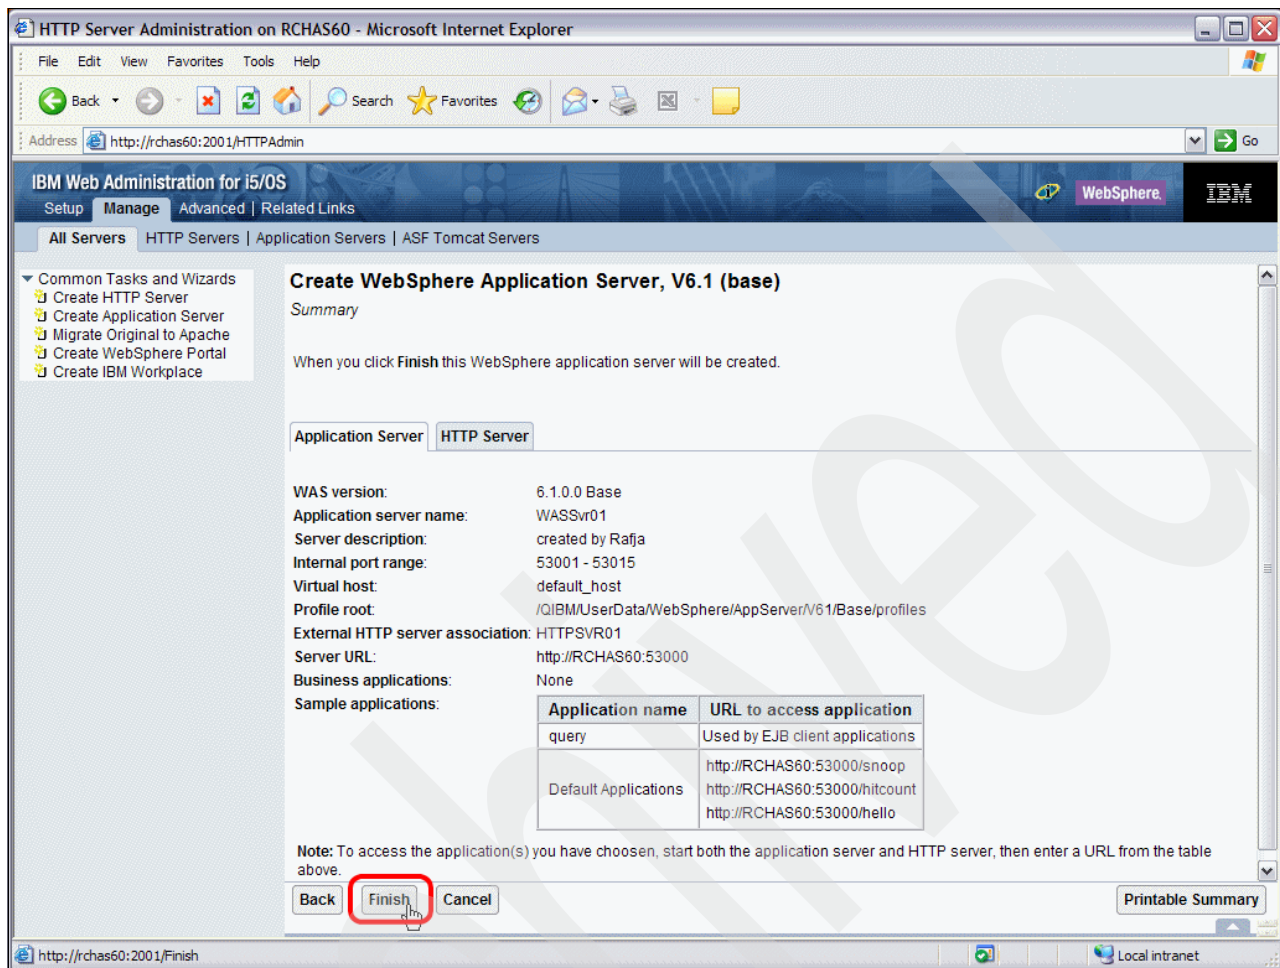 HTTP Server Administration on RCHAS60 - Microsoft Internet Explorer
File Edit View Favorites Tools Help
Back Search Favorites
Address http://rchas60:2001/HTTPAdmin Go
IBM Web Administration for i5/OS
WebSphere. IBM
Setup Manage Advanced | Related Links
All Servers HTTP Servers | Application Servers | ASF Tomcat Servers
Common Tasks and Wizards
Create HTTP Server
Create Application Server
Migrate Original to Apache
Create WebSphere Portal
Create IBM Workplace
Create WebSphere Application Server, V6.1 (base)
Summary
When you click Finish this WebSphere application server will be created.
Application Server HTTP Server
WAS version: 6.1.0.0 Base
Application server name: WASSvr01
Server description: created by Rafja
Internal port range: 53001 - 53015
Virtual host: default_host
Profile root: /QIBM/UserData/WebSphere/AppServer/V61/Base/profiles
External HTTP server association: HTTPSVR01
Server URL: http://RCHAS60:53000
Business applications: None
Sample applications:
Application name URL to access application
query Used by EJB client applications
Default Applications
http://RCHAS60:53000/snoop
http://RCHAS60:53000/hitcount
http://RCHAS60:53000/hello
Note: To access the application(s) you have choosen, start both the application server and HTTP server, then enter a URL from the table
above.
Back Finish Cancel Printable Summary
http://rchas60:2001/Finish Local intranet